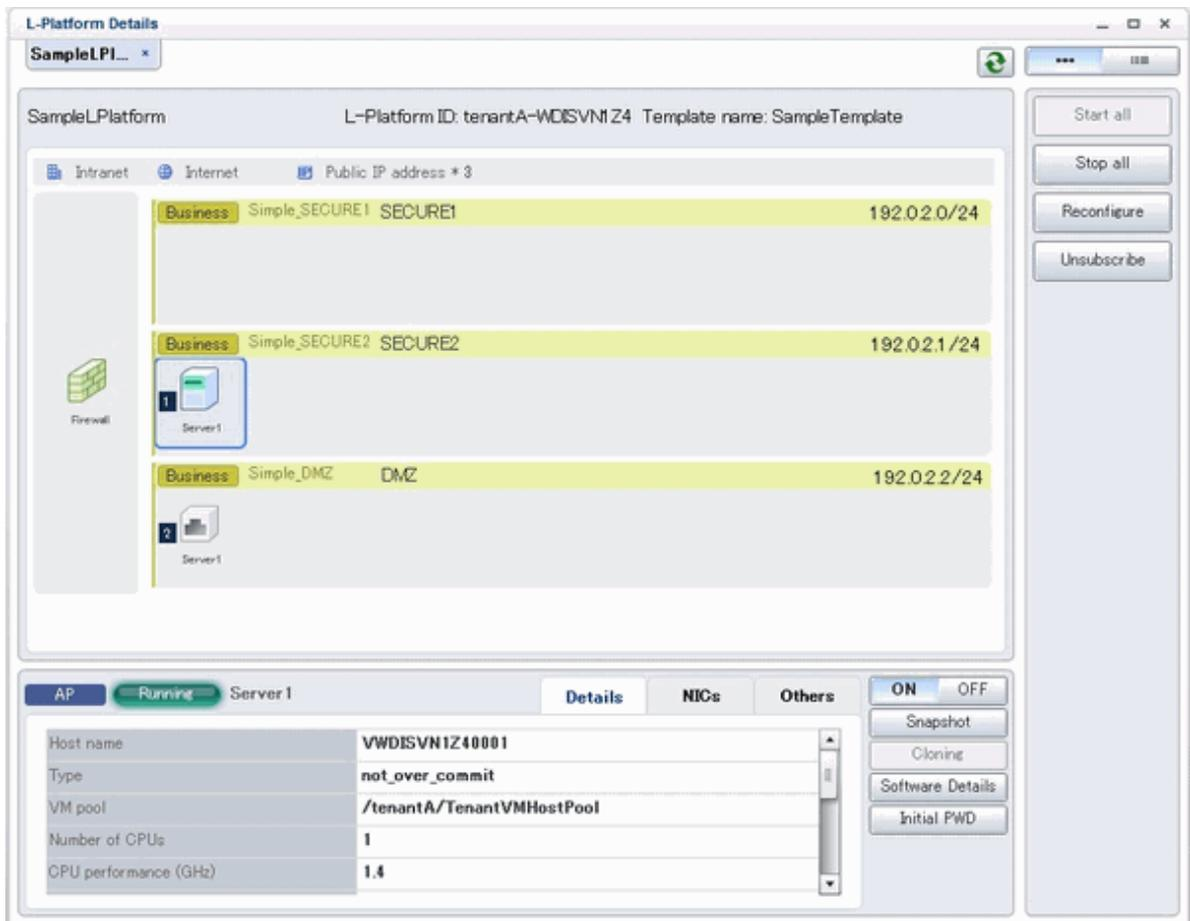 L-Platform Details
SampleLPl... ×
SampleLPlatform L-Platform ID: tenantA-WDISVN1Z4 Template name: SampleTemplate
Intranet Internet Public IP address * 3
Business Simple_SECURE1 SECURE1 192.0.2.0/24
Business Simple_SECURE2 SECURE2 192.0.2.1/24
Firewall
1
Server1
Business Simple_DMZ DMZ 192.0.2.2/24
2
Server1
Start all
Stop all
Reconfigure
Unsubscribe
AP Running Server1 Details NICs Others
Host name VWDISVN1Z40001
Type not_over_commit
VM pool /tenantA/TenantVMHostPool
Number of CPUs 1
CPU performance (GHz) 1.4
ON OFF
Snapshot
Cloning
Software Details
Initial PWD